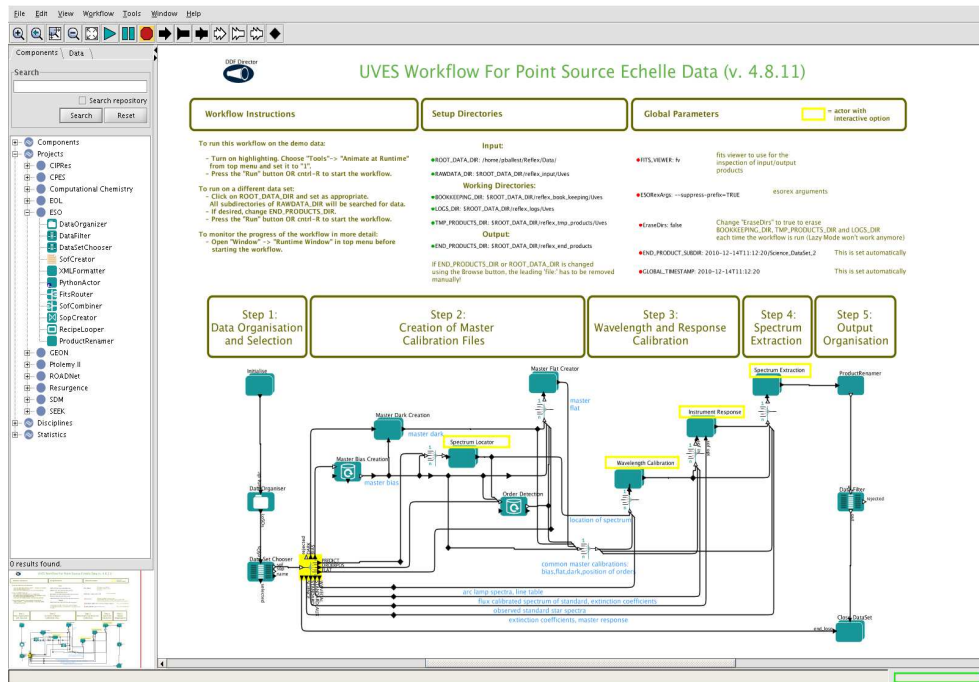 File Edit View Workflow Tools Window Help
Components Data
Search
Search repository
Search Reset
Components
Projects
CIPRes
CPES
Computational Chemistry
EOL
ESO
DataOrganizer
DataFilter
DataSetChooser
SofCreator
XMLFormatter
PythonActor
FitsRouter
SofCombiner
SopCreator
RecipeLooper
ProductRenamer
GEON
Ptolemy II
ROADNet
Resurgence
SDM
SEEK
Disciplines
Statistics
0 results found.
DDF Director
UVES Workflow For Point Source Echelle Data (v. 4.8.11)
Workflow Instructions
To run this workflow on the demo data:
- Turn on highlighting. Choose "Tools"-> "Animate at Runtime"
from top menu and set it to "1".
- Press the "Run" button OR cntrl-R to start the workflow.
To run on a different data set:
- Click on ROOT_DATA_DIR and set as appropriate.
All subdirectories of RAWDATA_DIR will be searched for data.
- If desired, change END_PRODUCTS_DIR.
- Press the "Run" button OR cntrl-R to start the workflow.
To monitor the progress of the workflow in more detail:
- Open "Window" -> "Runtime Window" in top menu before
starting the workflow.
Setup Directories
Input:
ROOT_DATA_DIR: /home/pballest/Reflex/Data/
RAWDATA_DIR: $ROOT_DATA_DIR/reflex_input/Uves
Working Directories:
BOOKKEEPING_DIR: $ROOT_DATA_DIR/reflex_book_keeping/Uves
LOGS_DIR: $ROOT_DATA_DIR/reflex_logs/Uves
TMP_PRODUCTS_DIR: $ROOT_DATA_DIR/reflex_tmp_products/Uves
Output:
END_PRODUCTS_DIR: $ROOT_DATA_DIR/reflex_end_products
If END_PRODUCTS_DIR or ROOT_DATA_DIR is changed
using the Browse button, the leading 'file:' has to be removed
manually!
Global Parameters
= actor with
interactive option
FITS_VIEWER: fv
fits viewer to use for the
inspection of input/output
products
ESORexArgs: --suppress-prefix=TRUE
esorex arguments
EraseDirs: false
Change "EraseDirs" to true to erase
BOOKKEEPING_DIR, TMP_PRODUCTS_DIR and LOGS_DIR
each time the workflow is run (Lazy Mode won't work anymore)
END_PRODUCT_SUBDIR: 2010-12-14T11:12:20/Science_DataSet_2
This is set automatically
GLOBAL_TIMESTAMP: 2010-12-14T11:12:20
This is set automatically
Step 1:
Data Organisation
and Selection
Step 2:
Creation of Master
Calibration Files
Step 3:
Wavelength and Response
Calibration
Step 4:
Spectrum
Extraction
Step 5:
Output
Organisation
Initialise
Master Flat Creator
Spectrum Extraction
ProductRenamer
master
flat
Master Dark Creation
Instrument Response
master dark
Spectrum Locator
Master Bias Creation
Wavelength Calibration
master bias
Data Organiser
Order Detection
DataFilter
rejected
location of spectrum
Data Set Chooser
name
common master calibrations:
bias,flat,dark,position of orders
arc lamp spectra, line table
flux calibrated spectrum of standard, extinction coefficients
observed standard star spectra
extinction coefficients, master response
Close DataSet
end_loop